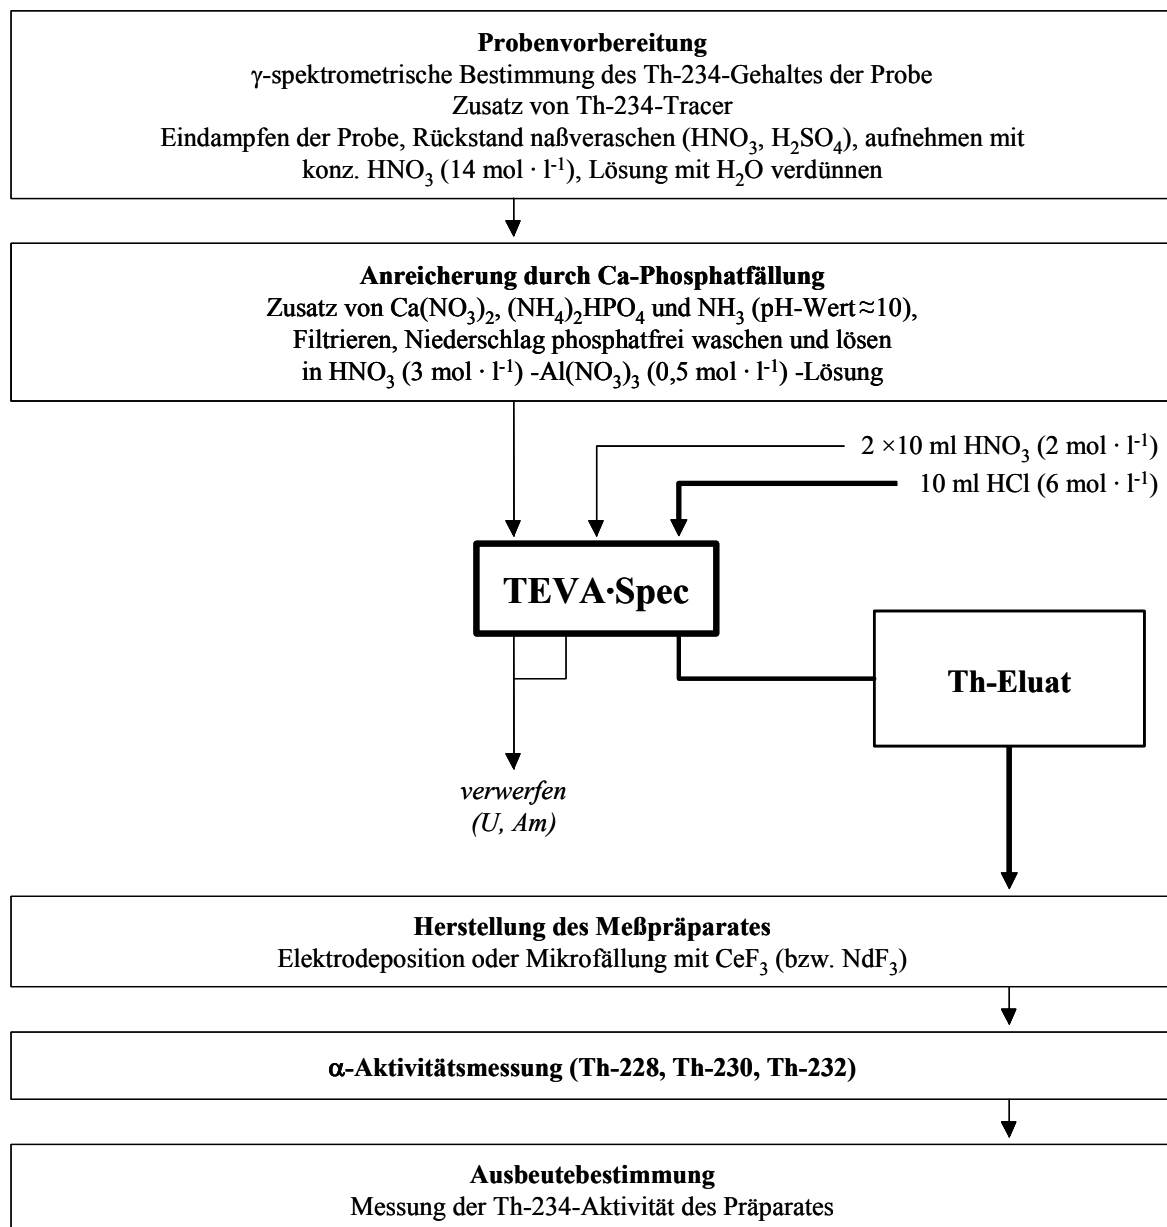 Probenvorbereitung
γ-spektrometrische Bestimmung des Th-234-Gehaltes der Probe
Zusatz von Th-234-Tracer
Eindampfen der Probe, Rückstand naßveraschen (HNO₃, H₂SO₄), aufnehmen mit
konz. HNO₃ (14 mol · l⁻¹), Lösung mit H₂O verdünnen
Anreicherung durch Ca-Phosphatfällung
Zusatz von Ca(NO₃)₂, (NH₄)₂HPO₄ und NH₃ (pH-Wert≈10),
Filtrieren, Niederschlag phosphatfrei waschen und lösen
in HNO₃ (3 mol · l⁻¹) -Al(NO₃)₃ (0,5 mol · l⁻¹) -Lösung
2 ×10 ml HNO₃ (2 mol · l⁻¹)
10 ml HCl (6 mol · l⁻¹)
TEVA·Spec
Th-Eluat
verwerfen
(U, Am)
Herstellung des Meßpräparates
Elektrodeposition oder Mikrofällung mit CeF₃ (bzw. NdF₃)
α-Aktivitätsmessung (Th-228, Th-230, Th-232)
Ausbeutebestimmung
Messung der Th-234-Aktivität des Präparates